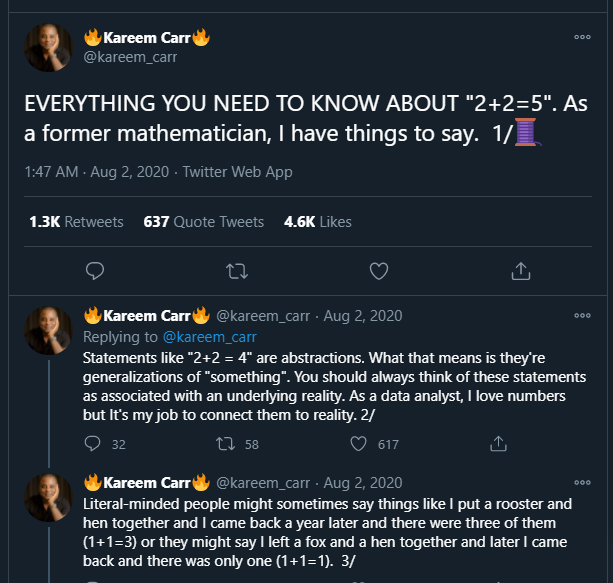 🔥Kareem Carr🔥
@kareem_carr
EVERYTHING YOU NEED TO KNOW ABOUT "2+2=5". As
a former mathematician, I have things to say.  1/🧵
1:47 AM · Aug 2, 2020 · Twitter Web App
1.3K Retweets 637 Quote Tweets 4.6K Likes
🔥Kareem Carr🔥 @kareem_carr · Aug 2, 2020
Replying to @kareem_carr
Statements like "2+2 = 4" are abstractions. What that means is they're
generalizations of "something". You should always think of these statements
as associated with an underlying reality. As a data analyst, I love numbers
but It's my job to connect them to reality. 2/
32 58 617
🔥Kareem Carr🔥 @kareem_carr · Aug 2, 2020
Literal-minded people might sometimes say things like I put a rooster and
hen together and I came back a year later and there were three of them
(1+1=3) or they might say I left a fox and a hen together and later I came
back and there was only one (1+1=1).  3/